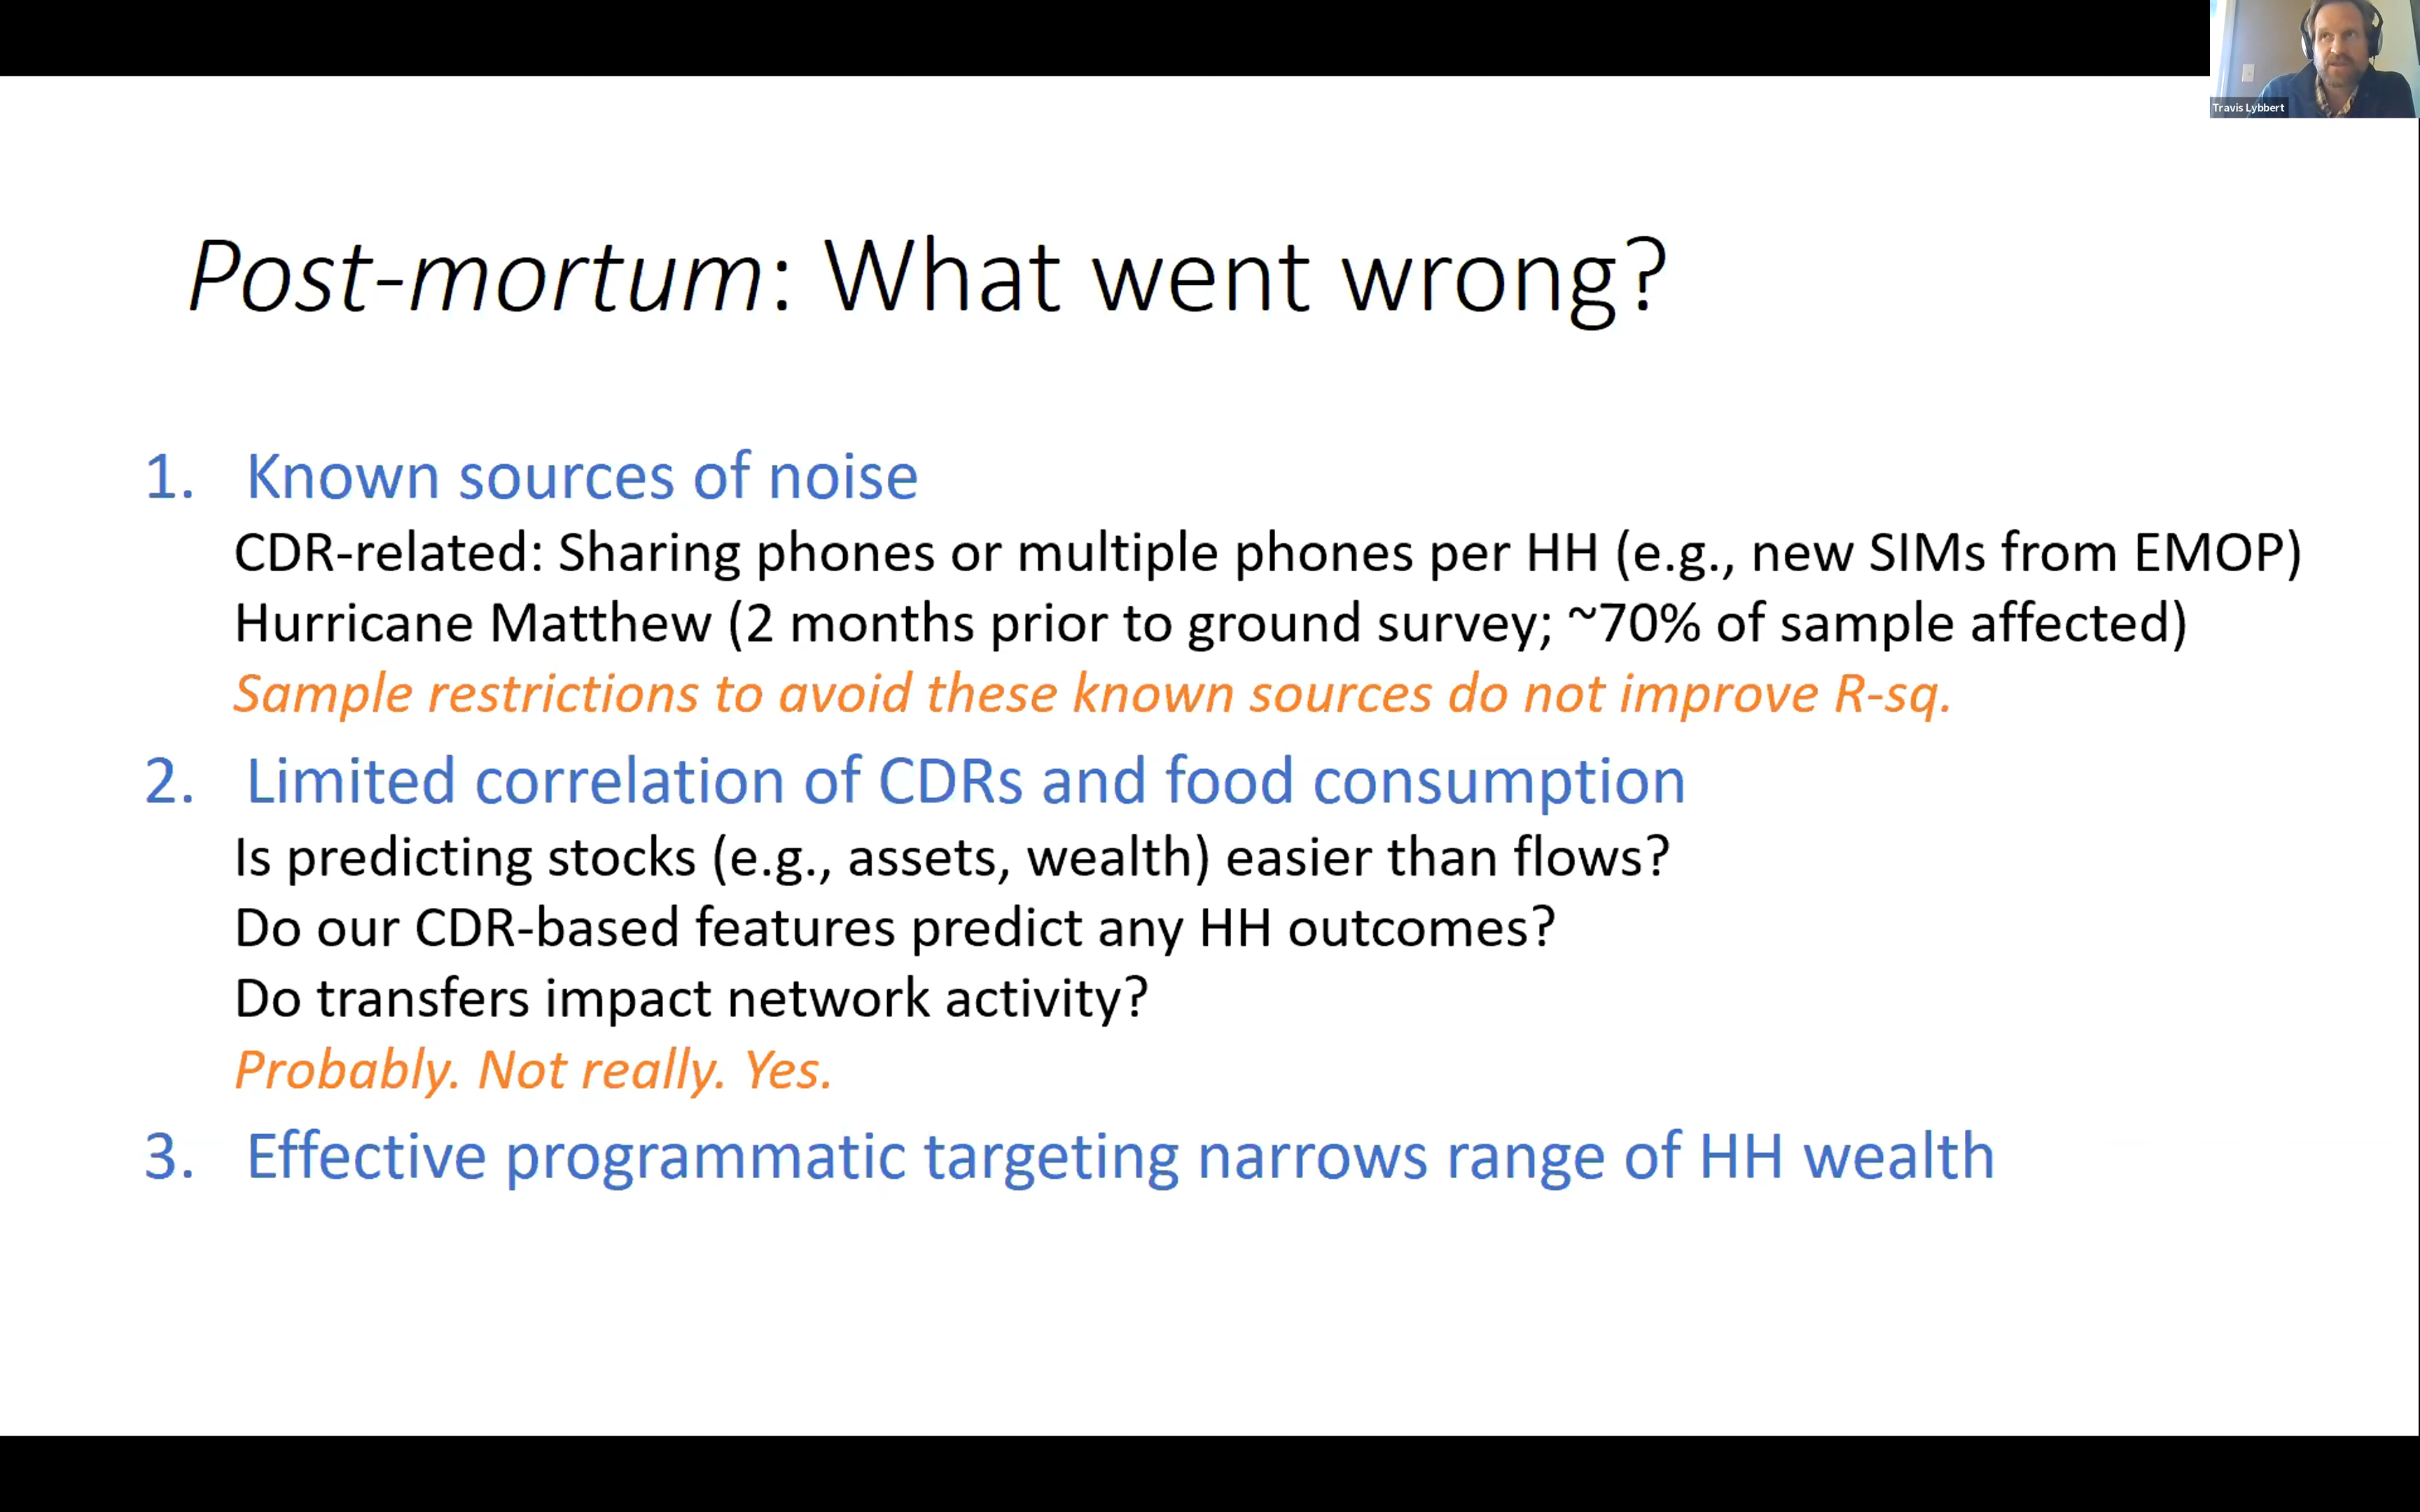 Travis Lybbert
Post-mortum: What went wrong?
1. Known sources of noise
CDR-related: Sharing phones or multiple phones per HH (e.g., new SIMs from EMOP)
Hurricane Matthew (2 months prior to ground survey; ~70% of sample affected)
Sample restrictions to avoid these known sources do not improve R-sq.
2. Limited correlation of CDRs and food consumption
Is predicting stocks (e.g., assets, wealth) easier than flows?
Do our CDR-based features predict any HH outcomes?
Do transfers impact network activity?
Probably. Not really. Yes.
3. Effective programmatic targeting narrows range of HH wealth